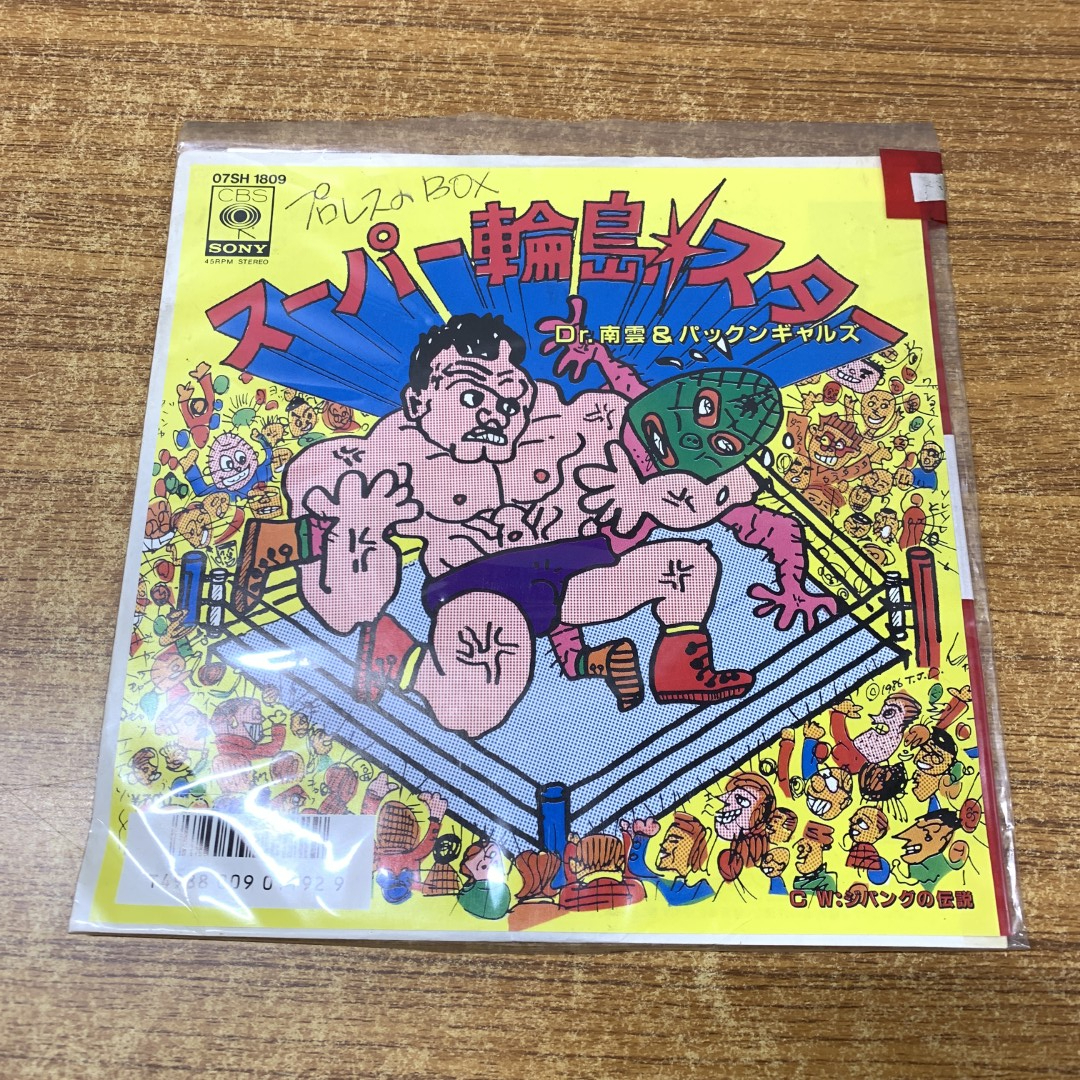 07SH 1809
CBS
SONY
45RPM STEREO
プロレスのBOX
スーパー輪島スター
Dr.南雲&パックンギャルズ
©1986 T.J.
C/W:ジパングの伝説